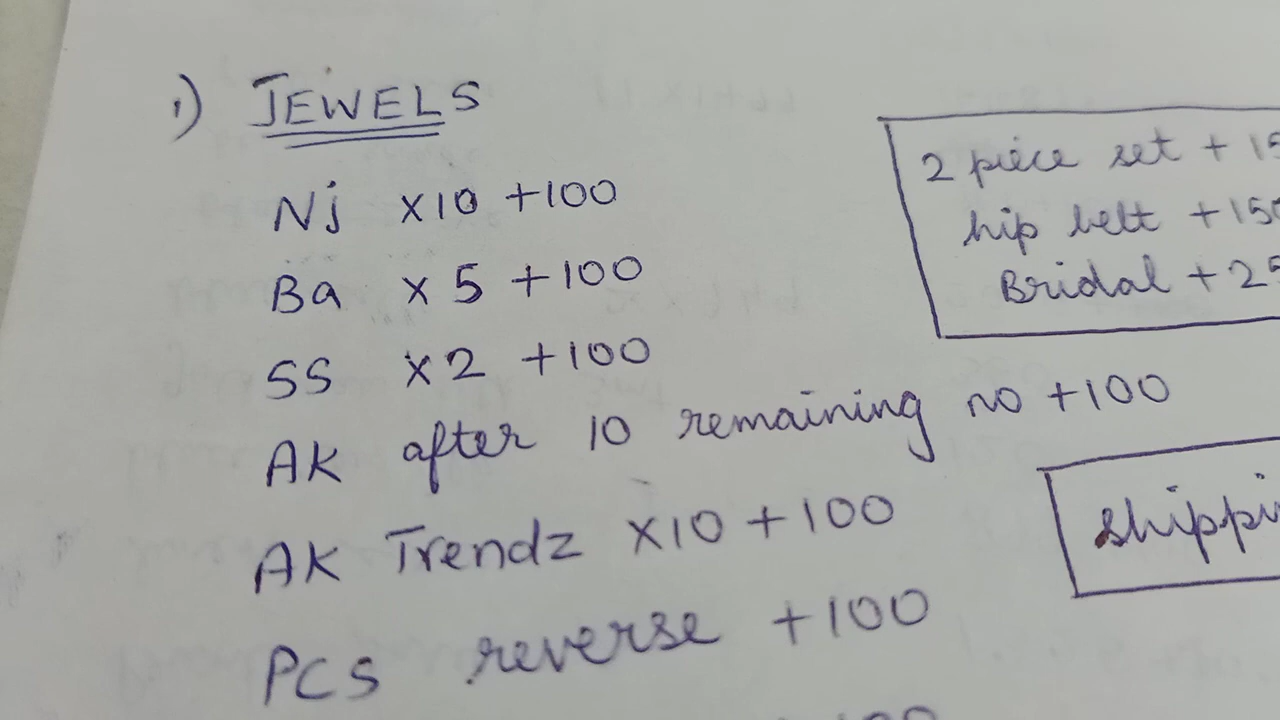 1) JEWELS
Nj x10 +100
Ba x 5 +100
SS x2 +100
AK after 10 remaining no +100
AK Trendz x10 + 100
PCS reverse +100
2 piece set +
hip belt +
Bridal +